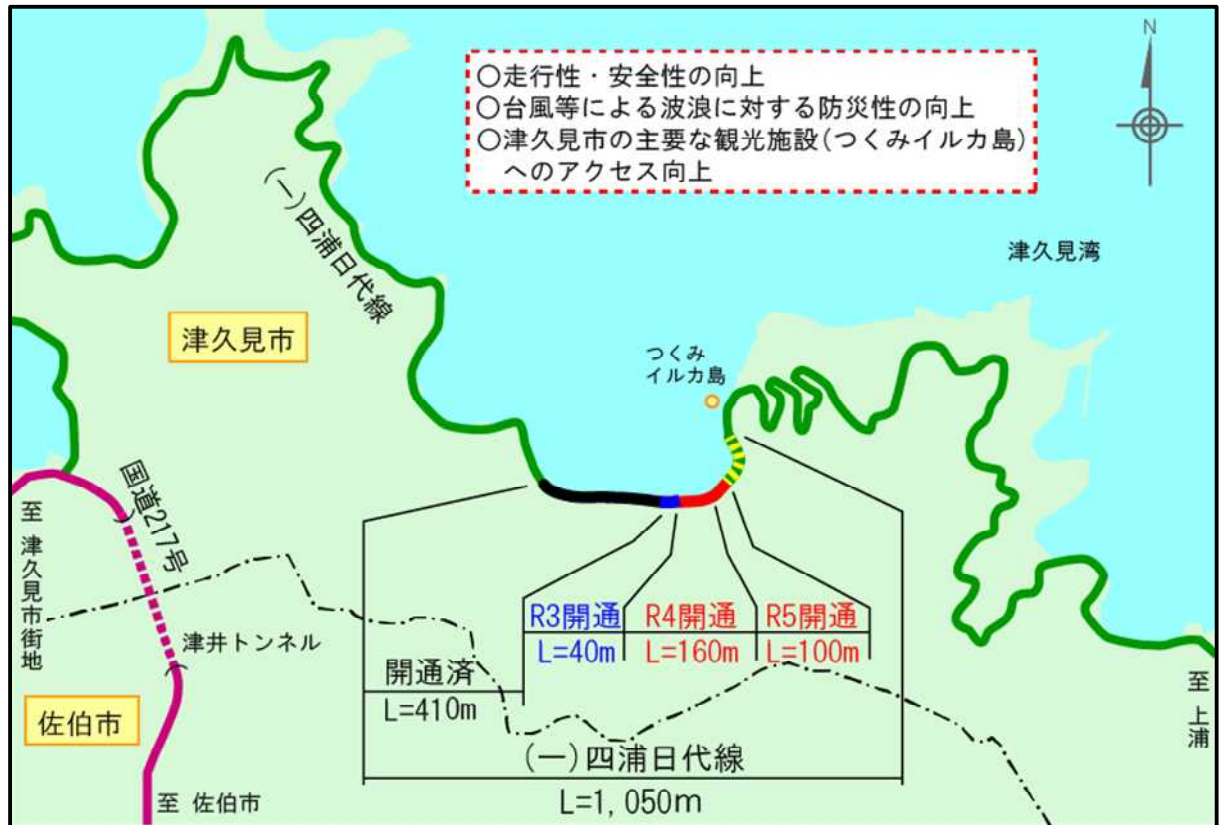 ○走行性・安全性の向上
○台風等による波浪に対する防災性の向上
○津久見市の主要な観光施設(つくみイルカ島)
へのアクセス向上
N
(一)四浦日代線
津久見湾
津久見市
つくみ
イルカ島
国道217号
至 津久見市街地
津井トンネル
佐伯市
至 佐伯市
R3開通
L=40m
R4開通
L=160m
R5開通
L=100m
開通済
L=410m
(一)四浦日代線
L=1,050m
至 上浦